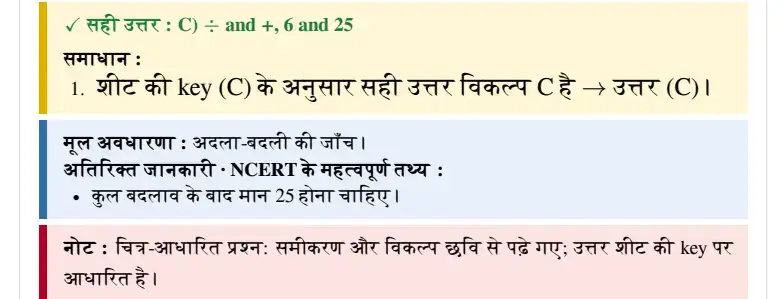 ✓ सही उत्तर : C) ÷ and +, 6 and 25
समाधान :
1. शीट की key (C) के अनुसार सही उत्तर विकल्प C है → उत्तर (C)।
मूल अवधारणा : अदला-बदली की जाँच।
अतिरिक्त जानकारी · NCERT के महत्वपूर्ण तथ्य :
• कुल बदलाव के बाद मान 25 होना चाहिए।
नोट : चित्र-आधारित प्रश्न: समीकरण और विकल्प छवि से पढ़े गए; उत्तर शीट की key पर
आधारित है।